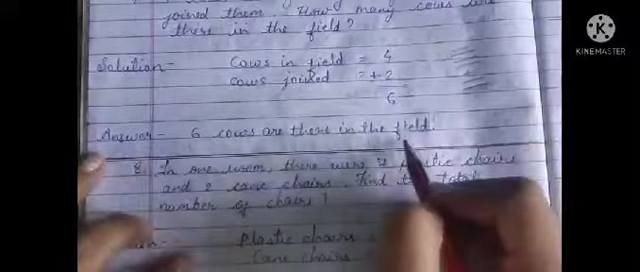 joined them. How many cows are
there in the field?
KINEMASTER
Solution- Cows in field = 4
cows joined = + 2
6
Answer- 6 cows are there in the field.
8. In one room, there were plastic chairs
and 2 cane chairs. Find the total
number of chairs?
Plastic chairs
Cane chairs